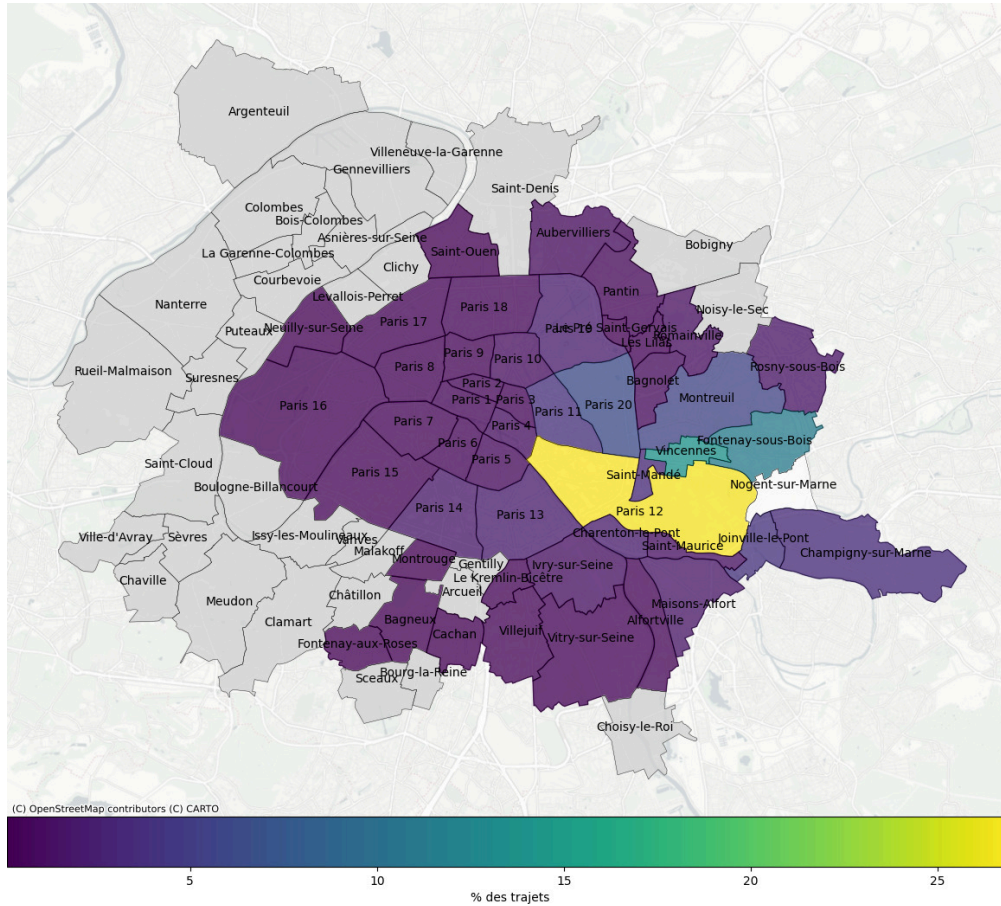 Argenteuil
Villeneuve-la-Garenne
Gennevilliers
Saint-Denis
Colombes
Bois-Colombes
Asnières-sur-Seine
Aubervilliers
Bobigny
La Garenne-Colombes
Saint-Ouen
Clichy
Courbevoie
Levallois-Perret
Pantin
Nanterre
Paris 18
Noisy-le-Sec
Puteaux
Neuilly-sur-Seine
Paris 17
Paris 19
Le Pré Saint-Gervais
Romainville
Les Lilas
Paris 9
Paris 10
Paris 8
Rueil-Malmaison
Suresnes
Rosny-sous-Bois
Bagnolet
Paris 2
Paris 1
Paris 3
Montreuil
Paris 16
Paris 11
Paris 20
Paris 7
Paris 4
Paris 6
Fontenay-sous-Bois
Vincennes
Saint-Cloud
Paris 5
Paris 15
Saint-Mandé
Boulogne-Billancourt
Nogent-sur-Marne
Paris 14
Paris 13
Paris 12
Ville-d'Avray
Sèvres
Issy-les-Moulineaux
Vanves
Charenton-le-Pont
Joinville-le-Pont
Saint-Maurice
Malakoff
Champigny-sur-Marne
Montrouge
Gentilly
Ivry-sur-Seine
Chaville
Le Kremlin-Bicêtre
Châtillon
Arcueil
Meudon
Maisons-Alfort
Clamart
Bagneux
Alfortville
Villejuif
Cachan
Vitry-sur-Seine
Fontenay-aux-Roses
Bourg-la-Reine
Sceaux
Choisy-le-Roi
(C) OpenStreetMap contributors (C) CARTO
5 10 15 20 25
% des trajets